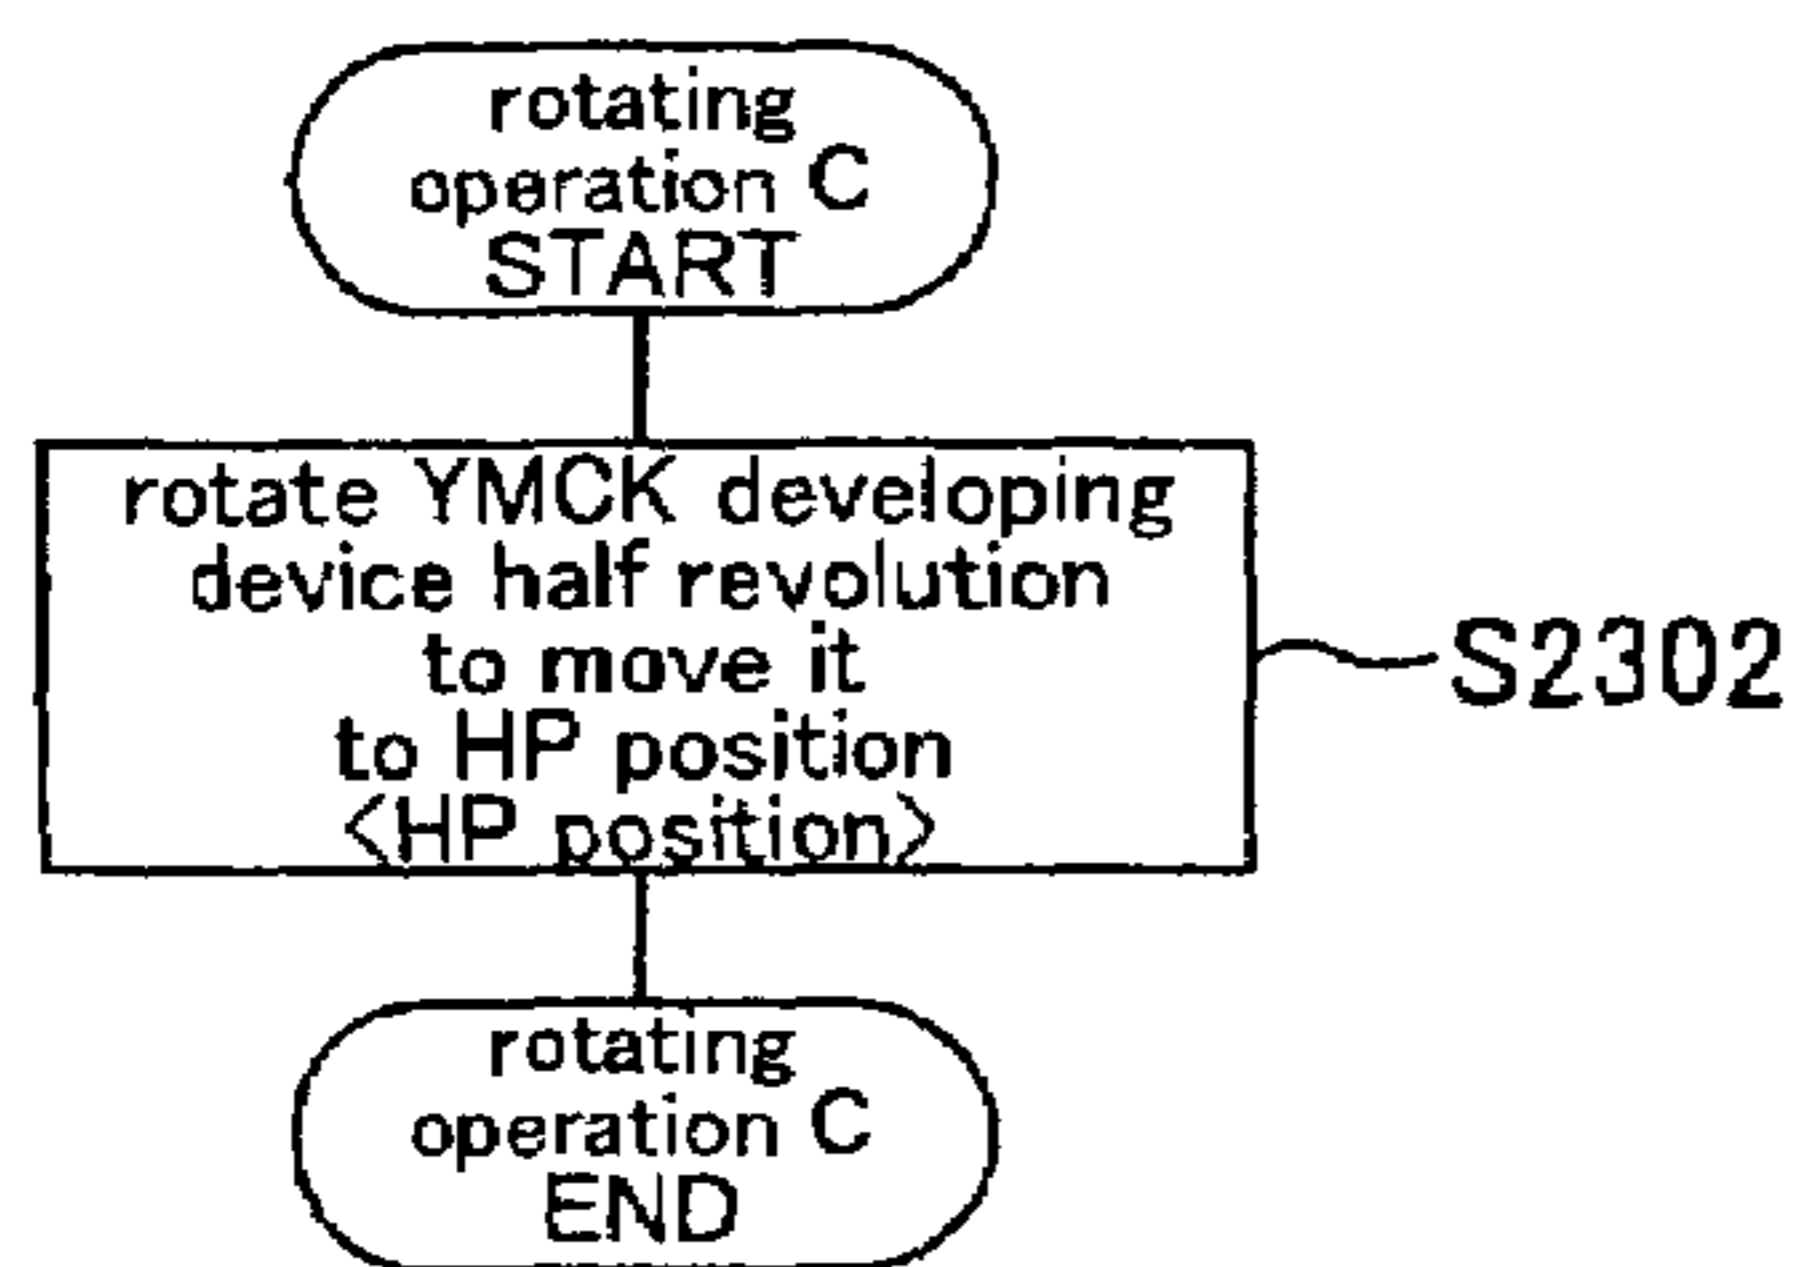 rotating
operation C
START
rotate YMCK developing
device half revolution
to move it
to HP position
<HP position>
S2302
rotating
operation C
END